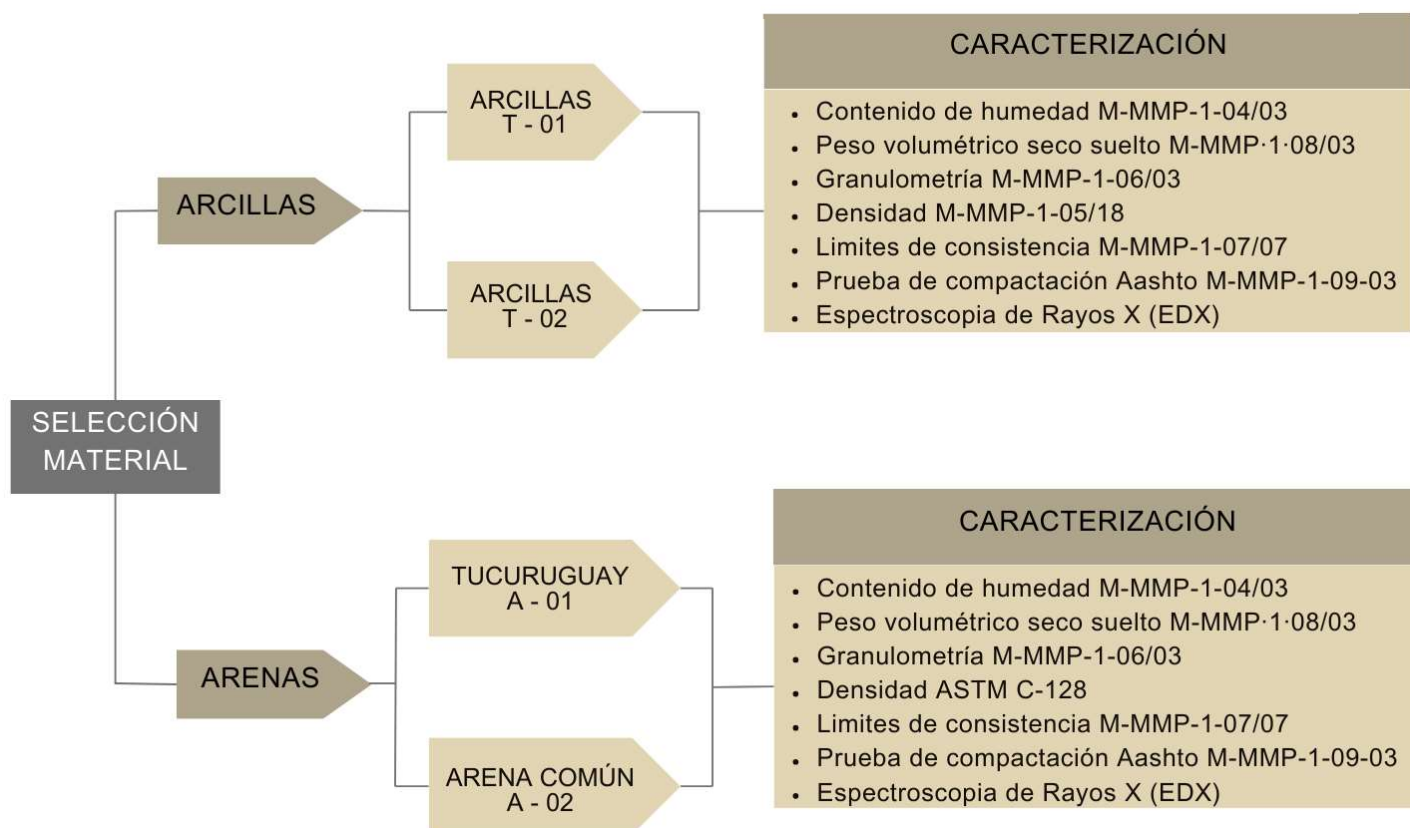 SELECCIÓN
MATERIAL
ARCILLAS
ARCILLAS
T - 01
ARCILLAS
T - 02
CARACTERIZACIÓN
• Contenido de humedad M-MMP-1-04/03
• Peso volumétrico seco suelto M-MMP·1·08/03
• Granulometría M-MMP-1-06/03
• Densidad M-MMP-1-05/18
• Limites de consistencia M-MMP-1-07/07
• Prueba de compactación Aashto M-MMP-1-09-03
• Espectroscopia de Rayos X (EDX)
ARENAS
TUCURUGUAY
A - 01
ARENA COMÚN
A - 02
CARACTERIZACIÓN
• Contenido de humedad M-MMP-1-04/03
• Peso volumétrico seco suelto M-MMP·1·08/03
• Granulometría M-MMP-1-06/03
• Densidad ASTM C-128
• Limites de consistencia M-MMP-1-07/07
• Prueba de compactación Aashto M-MMP-1-09-03
• Espectroscopia de Rayos X (EDX)